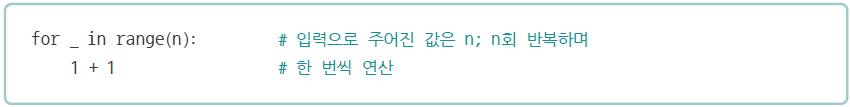 for _ in range(n): # 입력으로 주어진 값은 n; n회 반복하며
1 + 1 # 한 번씩 연산